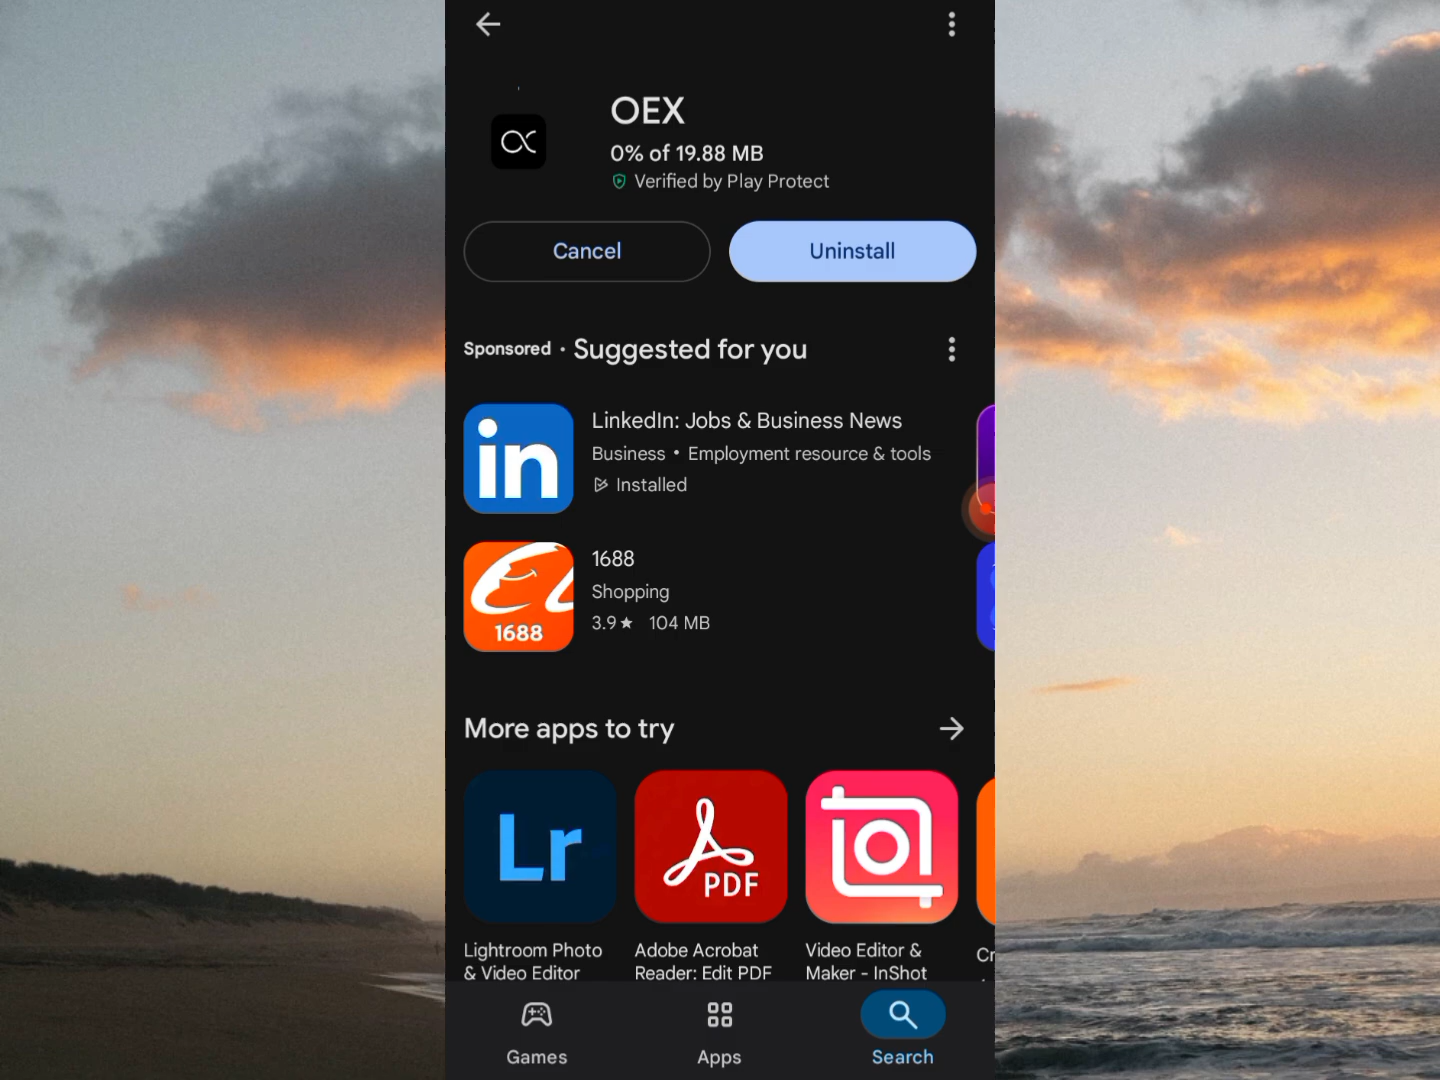 OEX
0% of 19.88 MB
Verified by Play Protect
Cancel
Uninstall
Sponsored • Suggested for you
in
LinkedIn: Jobs & Business News
Business • Employment resource & tools
Installed
1688
1688
Shopping
3.9★ 104 MB
More apps to try
Lr
PDF
Lightroom Photo
& Video Editor
Adobe Acrobat
Reader: Edit PDF
Video Editor &
Maker - InShot
Games
Apps
Search